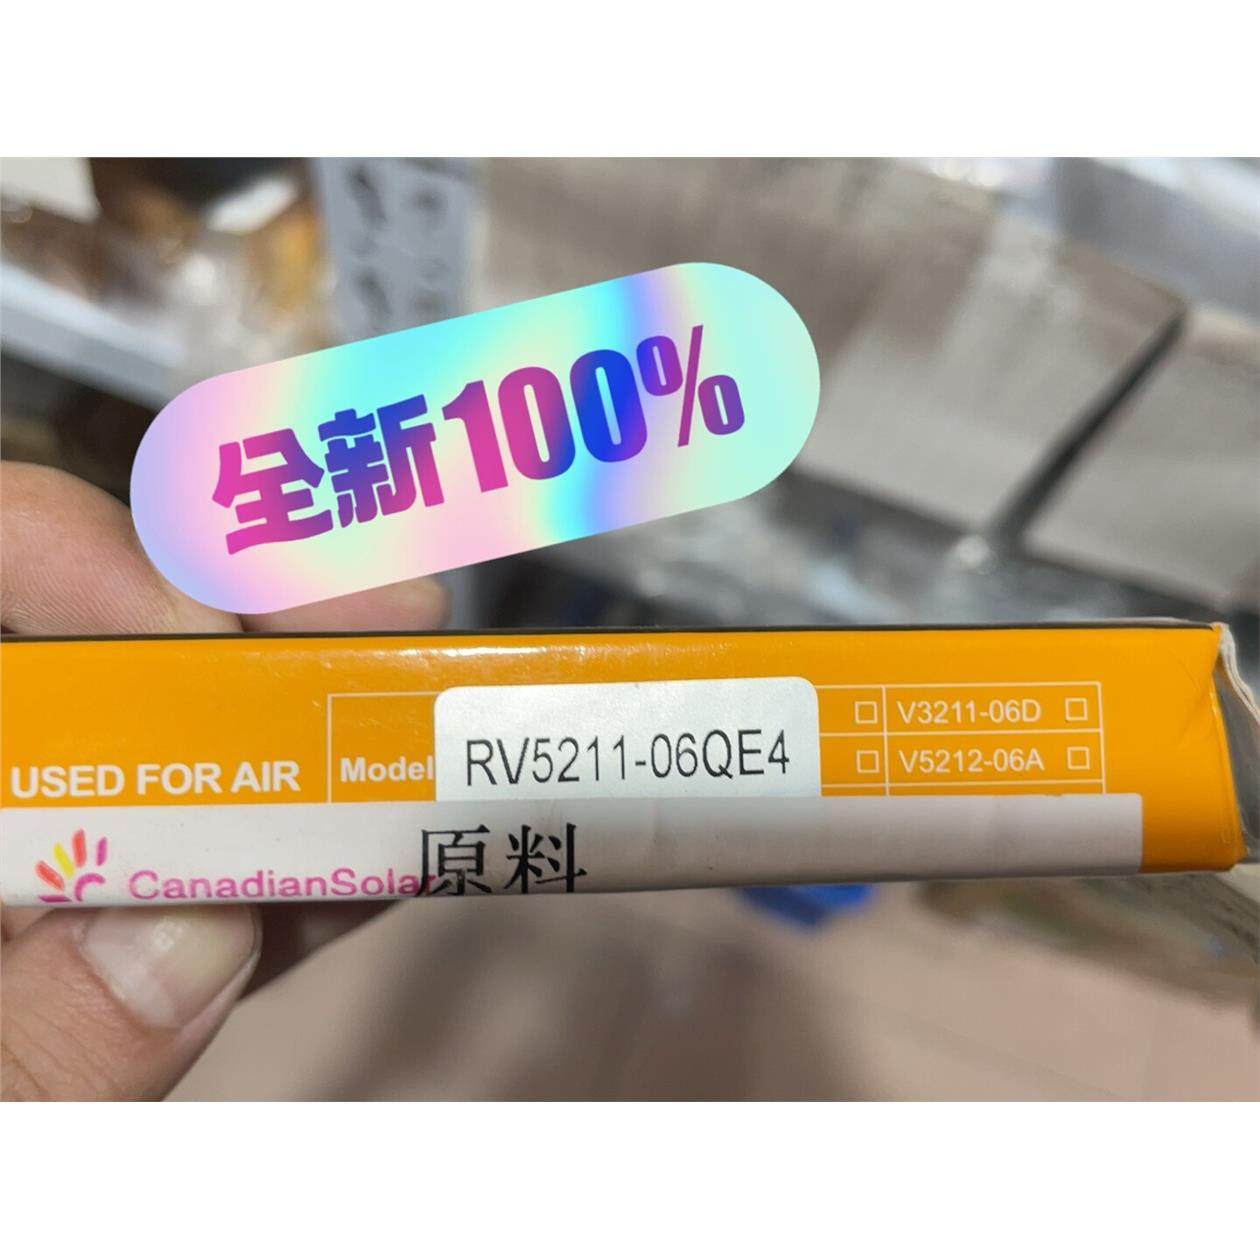 全新100%
V3211-06D
RV5211-06QE4
V5212-06A
USED FOR AIR
Model
CanadianSolar
原料